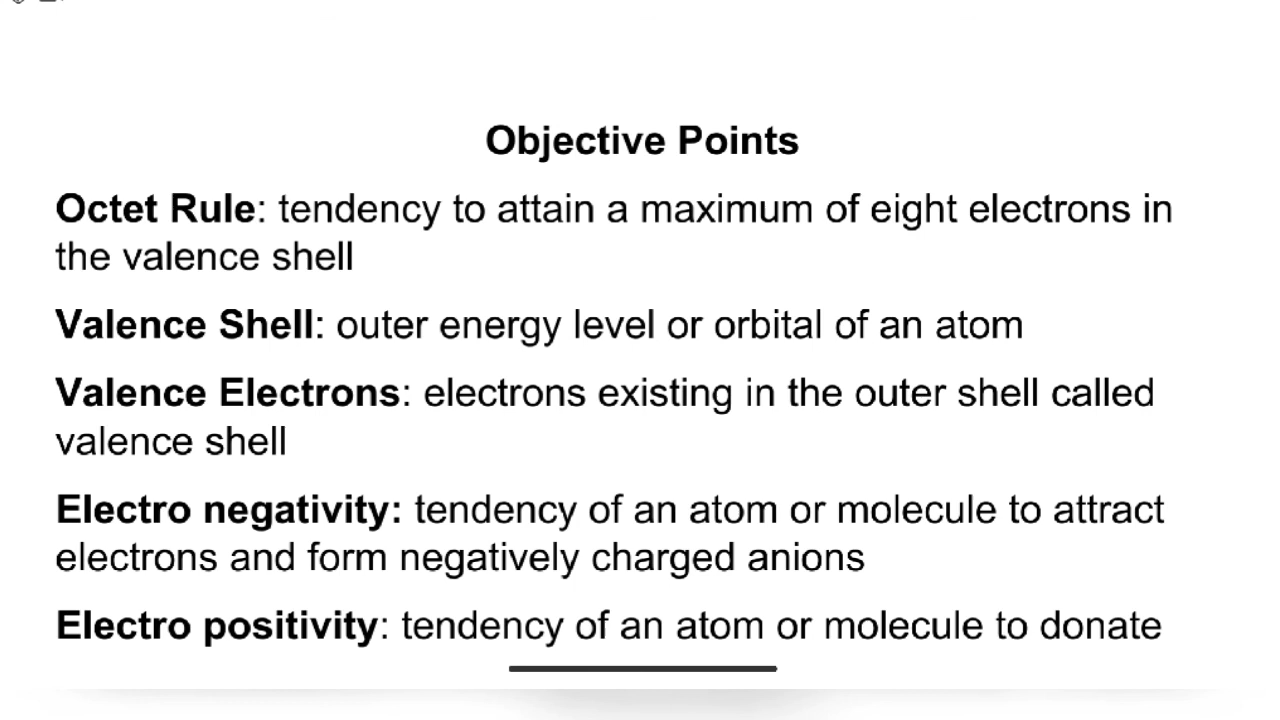 Objective Points
Octet Rule: tendency to attain a maximum of eight electrons in
the valence shell
Valence Shell: outer energy level or orbital of an atom
Valence Electrons: electrons existing in the outer shell called
valence shell
Electro negativity: tendency of an atom or molecule to attract
electrons and form negatively charged anions
Electro positivity: tendency of an atom or molecule to donate